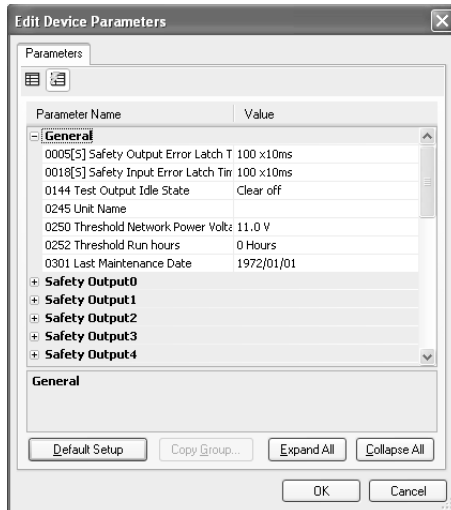 Edit Device Parameters
Parameters
Parameter Name Value
General
0005[S] Safety Output Error Latch T 100 x10ms
0018[S] Safety Input Error Latch Tim 100 x10ms
0144 Test Output Idle State Clear off
0245 Unit Name
0250 Threshold Network Power Volta 11.0 V
0252 Threshold Run hours 0 Hours
0301 Last Maintenance Date 1972/01/01
Safety Output0
Safety Output1
Safety Output2
Safety Output3
Safety Output4
General
Default Setup Copy Group... Expand All Collapse All
OK Cancel